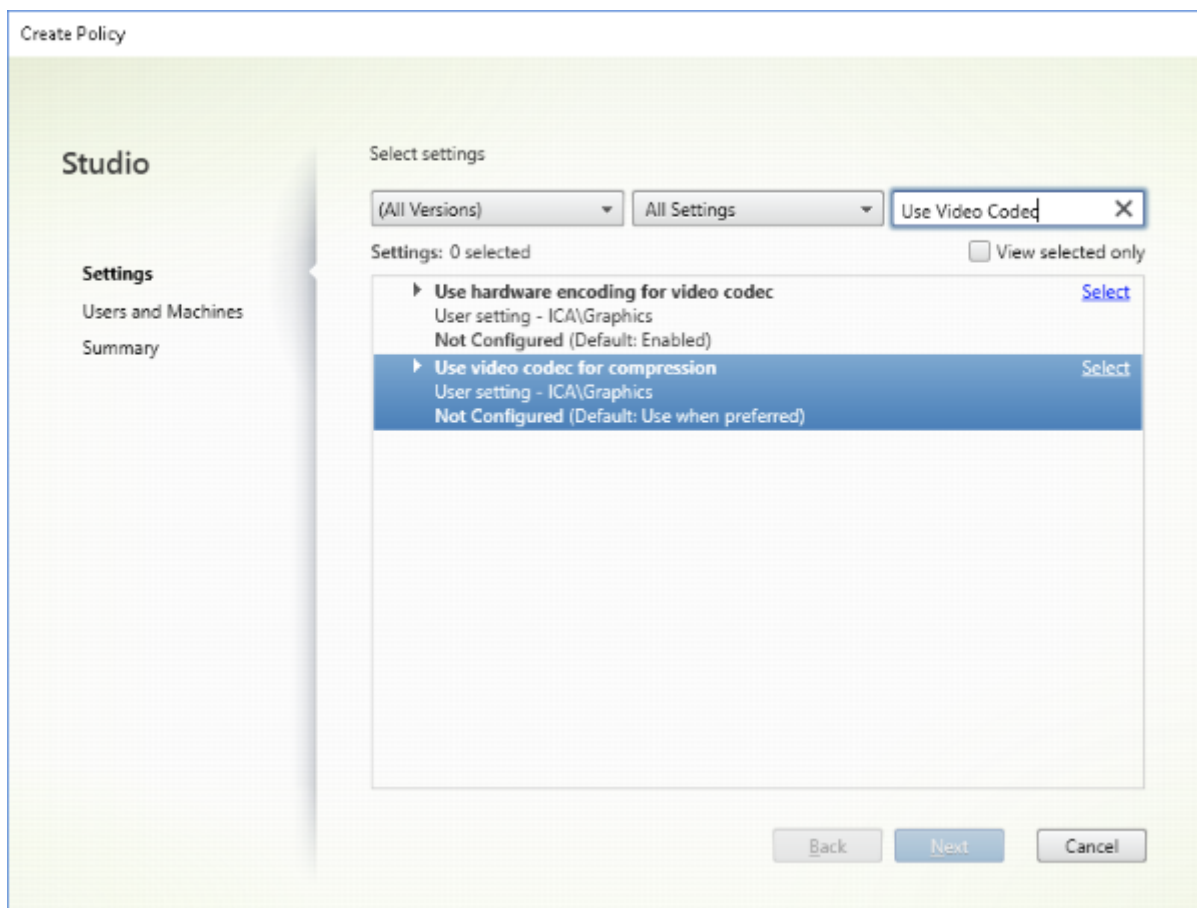 Create Policy
Studio
Settings
Users and Machines
Summary
Select settings
(All Versions)
All Settings
Use Video Codec
Settings: 0 selected
View selected only
Use hardware encoding for video codec
Select
User setting - ICA\Graphics
Not Configured (Default: Enabled)
Use video codec for compression
Select
User setting - ICA\Graphics
Not Configured (Default: Use when preferred)
Back
Next
Cancel